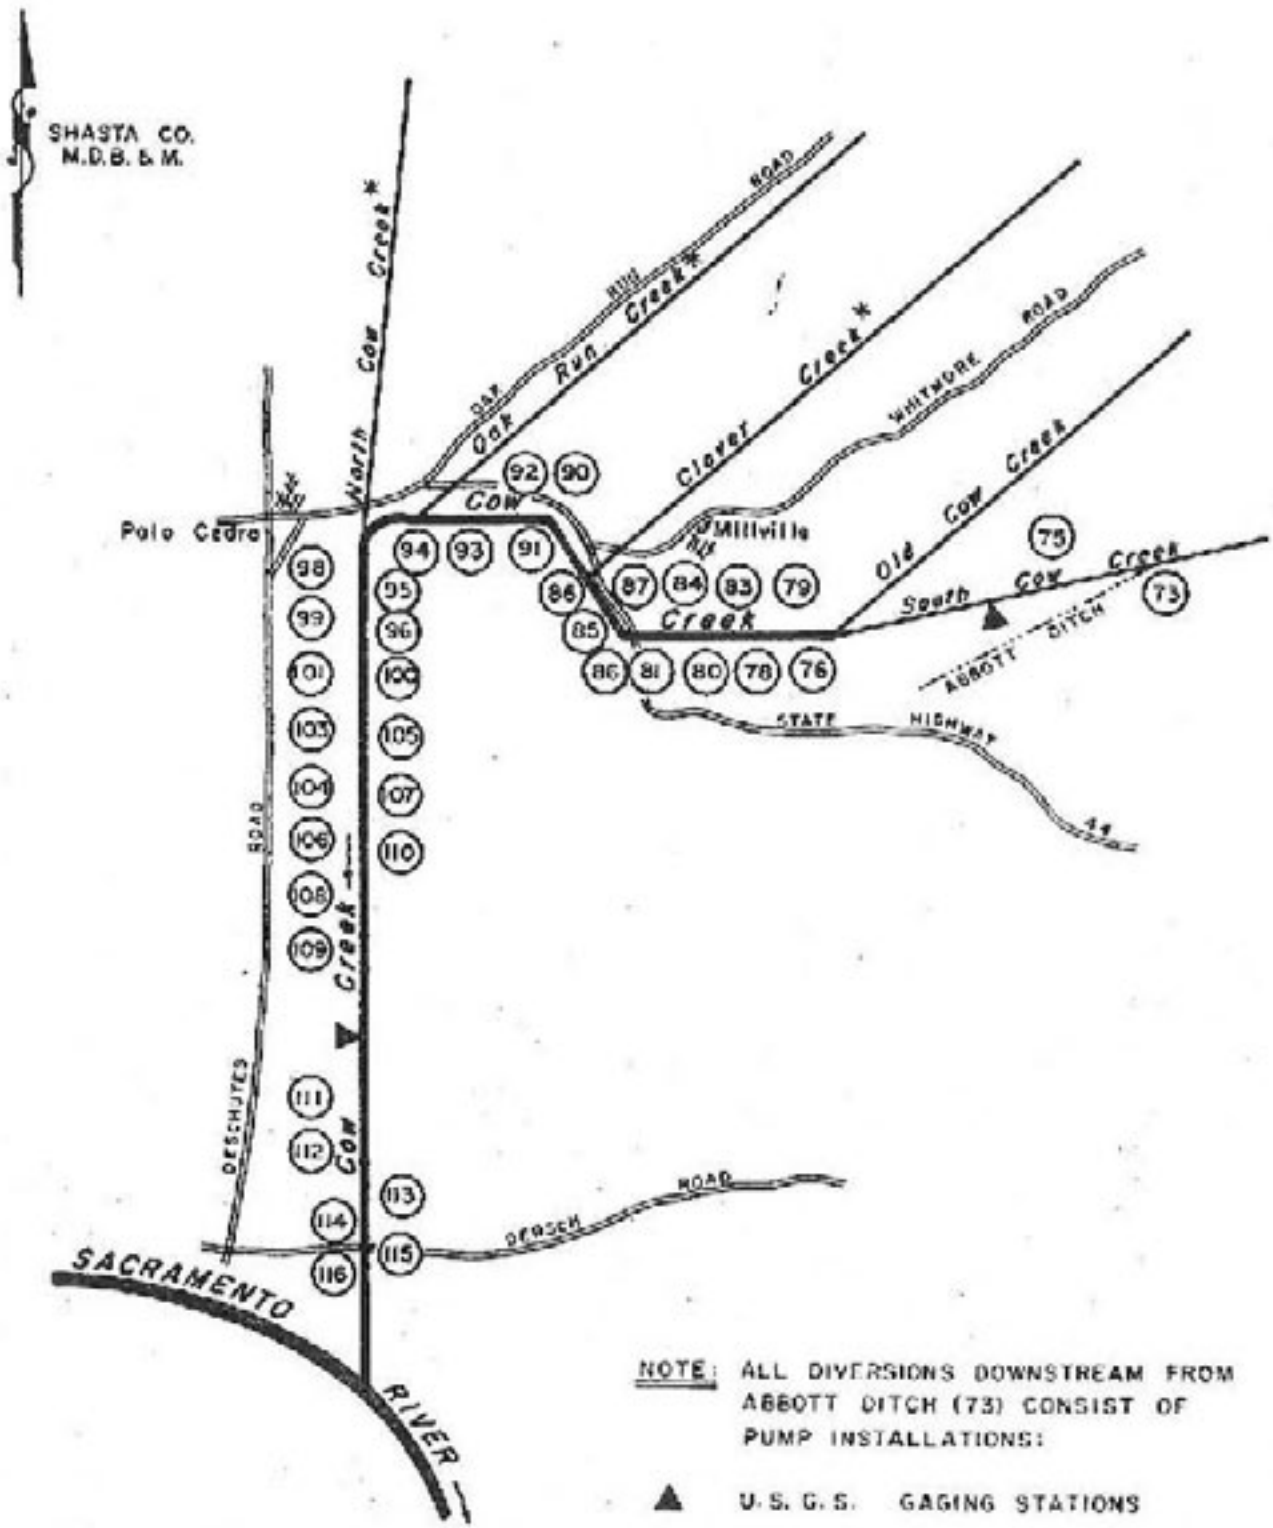 SHASTA CO.
M.D.B. & M.
North Cow Creek*
OAK RUN ROAD
Oak Run Creek*
Clover Creek*
WHITMORE ROAD
Old Cow Creek
South Cow Creek
ABBOTT DITCH
Millville
Palo Cedro
Cow Creek
92 90
94 93 91
86 87 84 83 79
85
86 81 80 78 76
75
73
STATE HIGHWAY 44
98 95
99 96
101 100
103 105
104 107
106 110
108
109
111
112
113
114
115
116
Cow Creek
DESCHUTES ROAD
DERSCH ROAD
SACRAMENTO RIVER
NOTE: ALL DIVERSIONS DOWNSTREAM FROM
ABBOTT DITCH (73) CONSIST OF
PUMP INSTALLATIONS:
U.S.G.S. GAGING STATIONS